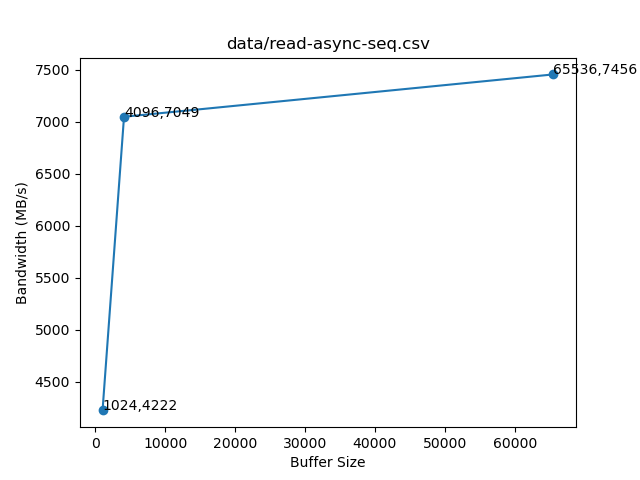 data/read-async-seq.csv
7500
65536,7456
7000
4096,7049
6500
6000
Bandwidth (MB/s)
5500
5000
4500
1024,4222
0 10000 20000 30000 40000 50000 60000
Buffer Size